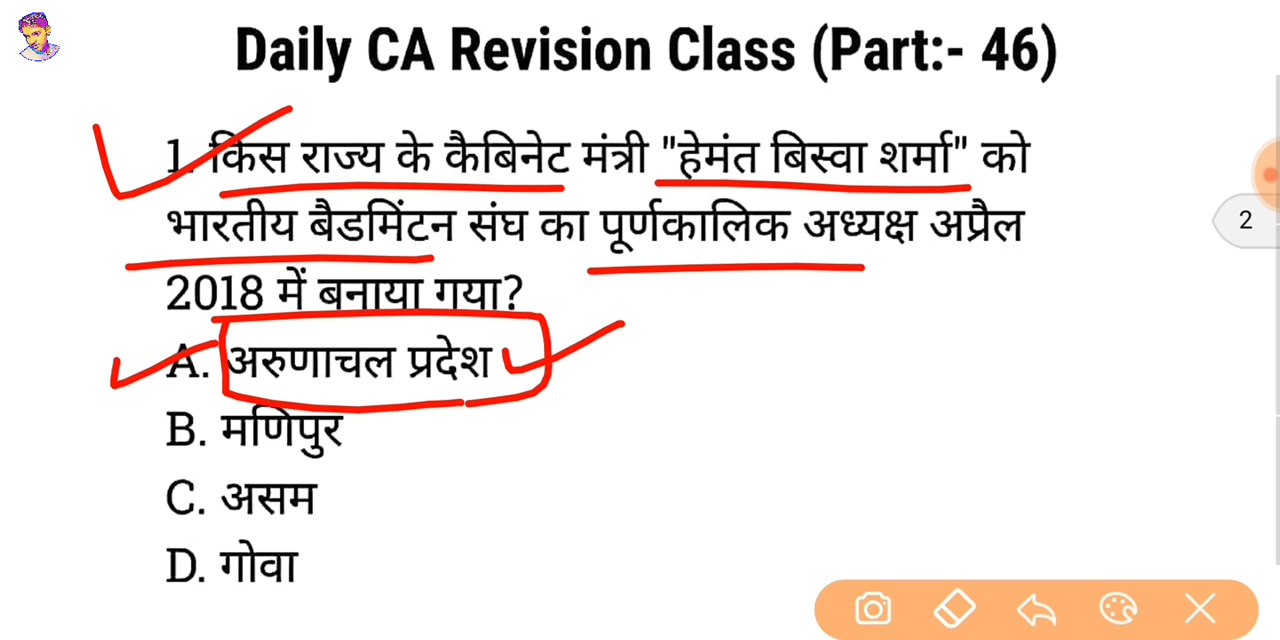 Daily CA Revision Class (Part:- 46)
1. किस राज्य के कैबिनेट मंत्री "हेमंत बिस्वा शर्मा" को
भारतीय बैडमिंटन संघ का पूर्णकालिक अध्यक्ष अप्रैल
2018 में बनाया गया?
A. अरुणाचल प्रदेश
B. मणिपुर
C. असम
D. गोवा
2